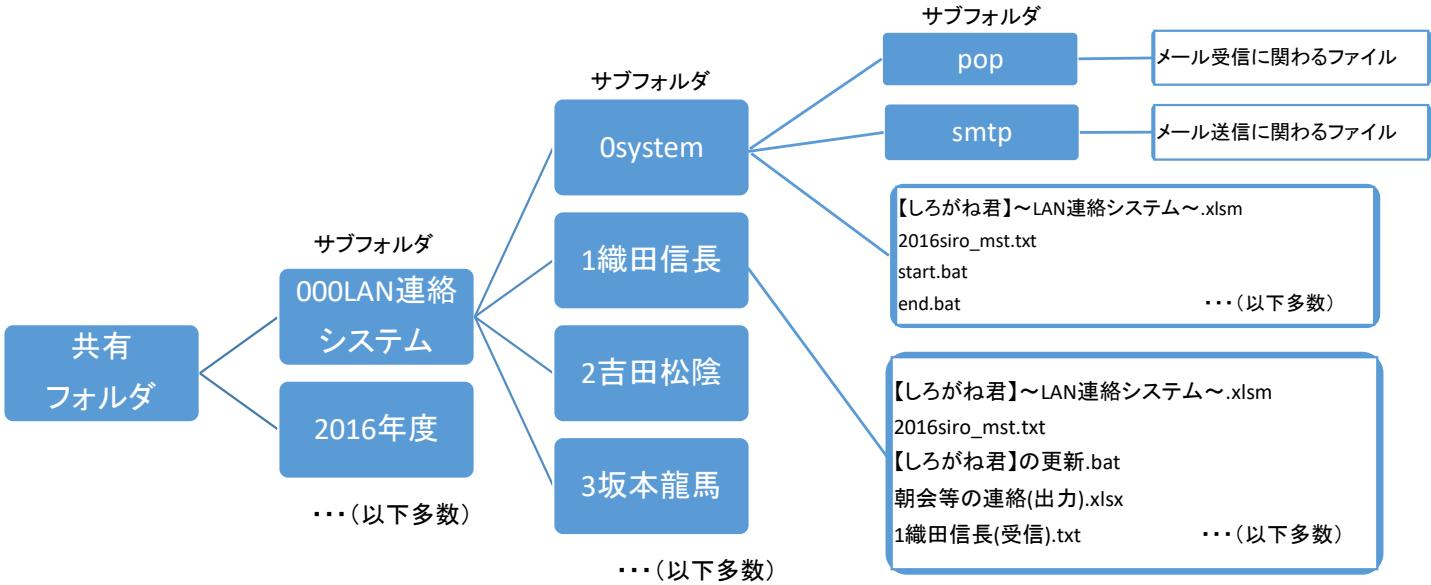 共有
フォルダ
サブフォルダ
000LAN連絡
システム
2016年度
・・・(以下多数)
サブフォルダ
0system
1織田信長
2吉田松陰
3坂本龍馬
・・・(以下多数)
サブフォルダ
pop
メール受信に関わるファイル
smtp
メール送信に関わるファイル
【しろがね君】～LAN連絡システム～.xlsm
2016siro_mst.txt
start.bat
end.bat ・・・(以下多数)
【しろがね君】～LAN連絡システム～.xlsm
2016siro_mst.txt
【しろがね君】の更新.bat
朝会等の連絡(出力).xlsx
1織田信長(受信).txt ・・・(以下多数)